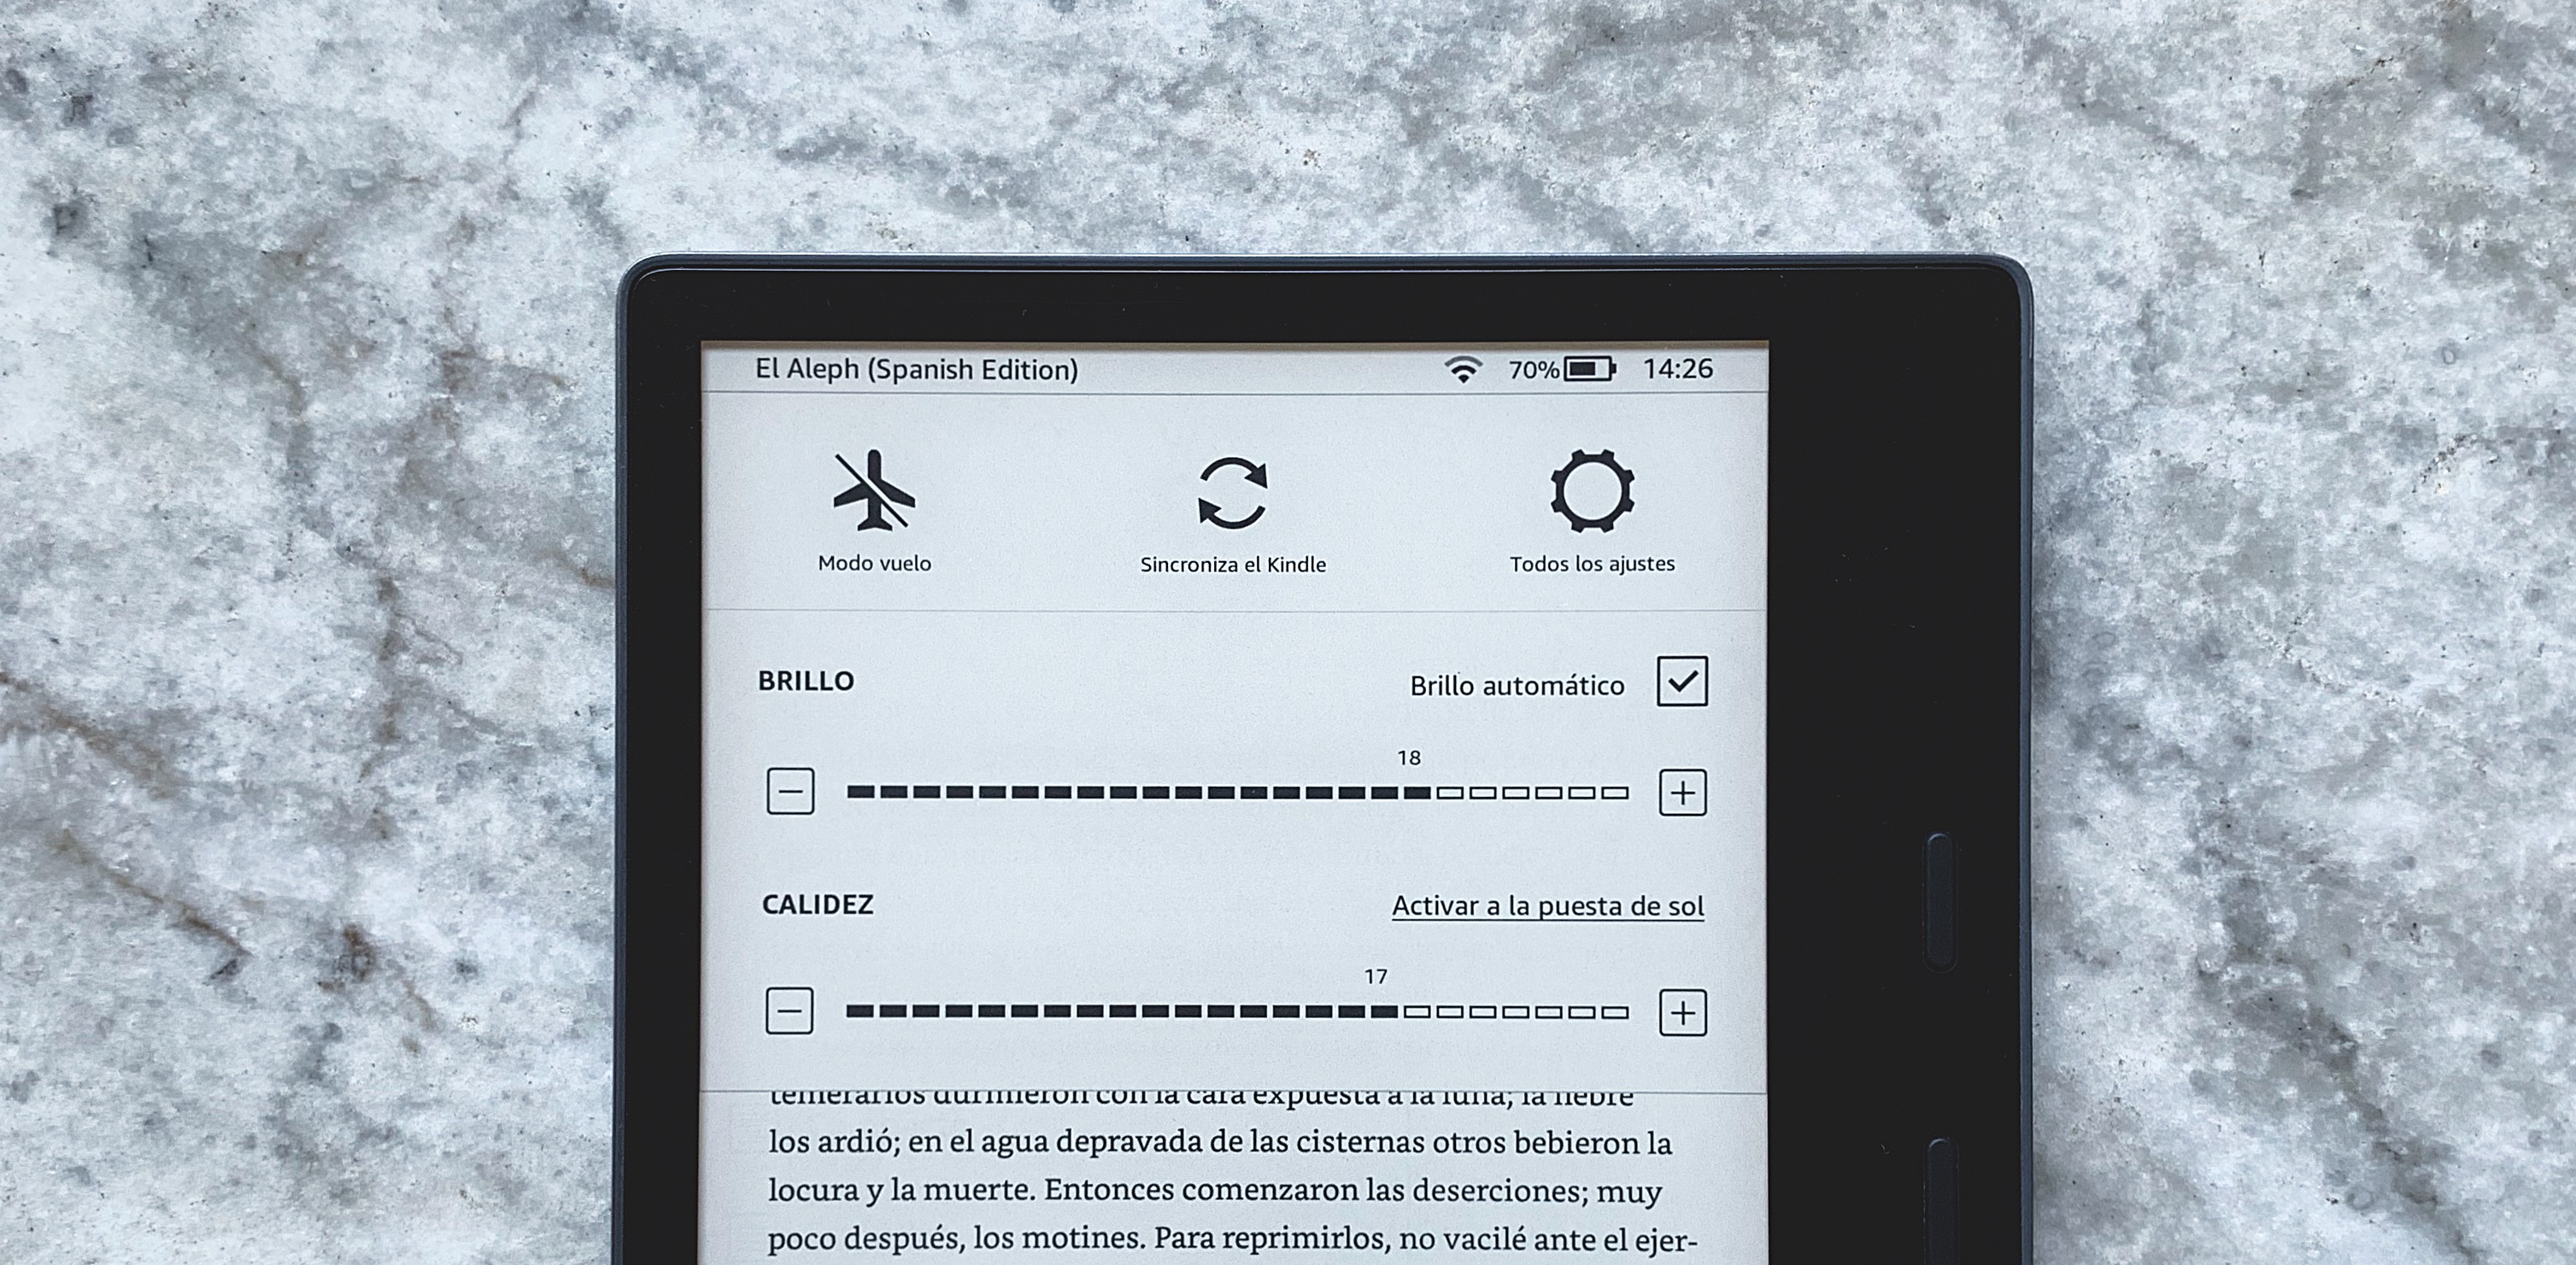 El Aleph (Spanish Edition) 70% 14:26
Modo vuelo Sincroniza el Kindle Todos los ajustes
BRILLO Brillo automático
18
CALIDEZ Activar a la puesta de sol
17
temerarios durmieron con la cara expuesta a la luna; la fiebre
los ardió; en el agua depravada de las cisternas otros bebieron la
locura y la muerte. Entonces comenzaron las deserciones; muy
poco después, los motines. Para reprimirlos, no vacilé ante el ejer-